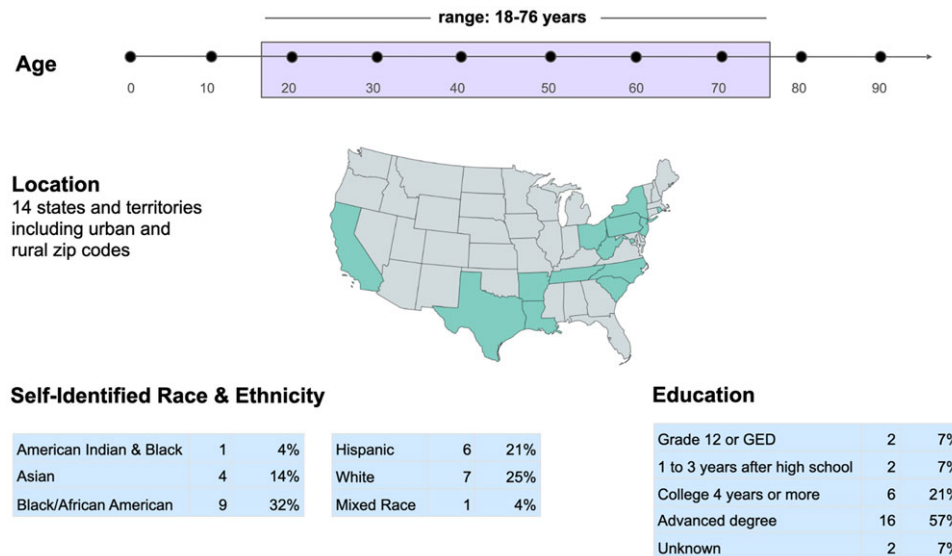 range: 18-76 years
Age
0 10 20 30 40 50 60 70 80 90
Location
14 states and territories
including urban and
rural zip codes
Self-Identified Race & Ethnicity
American Indian & Black 1 4%
Asian 4 14%
Black/African American 9 32%
Hispanic 6 21%
White 7 25%
Mixed Race 1 4%
Education
Grade 12 or GED 2 7%
1 to 3 years after high school 2 7%
College 4 years or more 6 21%
Advanced degree 16 57%
Unknown 2 7%